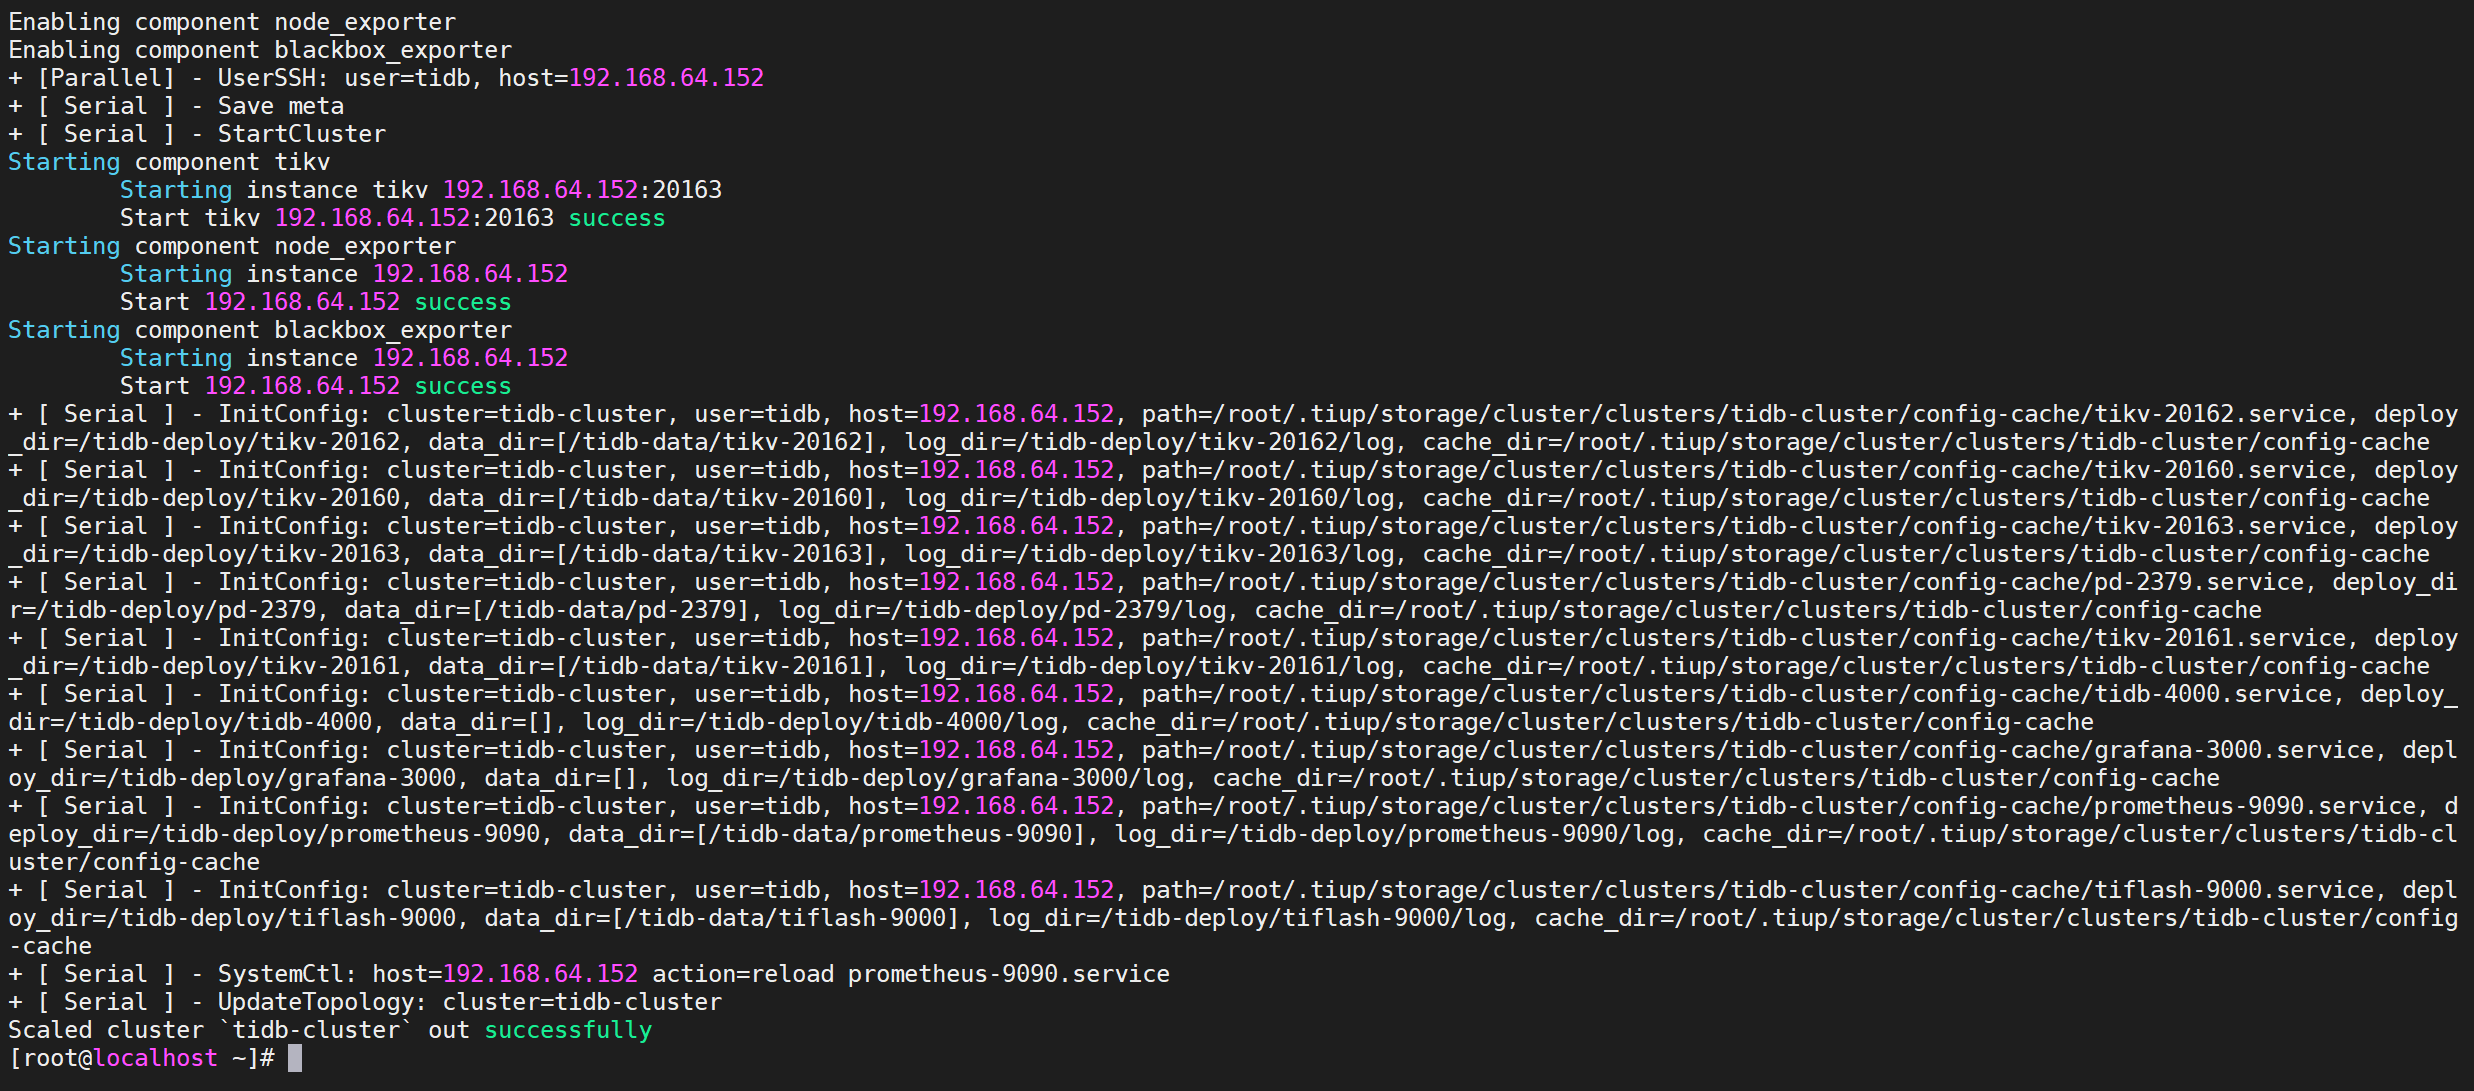 Enabling component node_exporter
Enabling component blackbox_exporter
+ [Parallel] - UserSSH: user=tidb, host=192.168.64.152
+ [ Serial ] - Save meta
+ [ Serial ] - StartCluster
Starting component tikv
        Starting instance tikv 192.168.64.152:20163
        Start tikv 192.168.64.152:20163 success
Starting component node_exporter
        Starting instance 192.168.64.152
        Start 192.168.64.152 success
Starting component blackbox_exporter
        Starting instance 192.168.64.152
        Start 192.168.64.152 success
+ [ Serial ] - InitConfig: cluster=tidb-cluster, user=tidb, host=192.168.64.152, path=/root/.tiup/storage/cluster/clusters/tidb-cluster/config-cache/tikv-20162.service, deploy
_dir=/tidb-deploy/tikv-20162, data_dir=[/tidb-data/tikv-20162], log_dir=/tidb-deploy/tikv-20162/log, cache_dir=/root/.tiup/storage/cluster/clusters/tidb-cluster/config-cache
+ [ Serial ] - InitConfig: cluster=tidb-cluster, user=tidb, host=192.168.64.152, path=/root/.tiup/storage/cluster/clusters/tidb-cluster/config-cache/tikv-20160.service, deploy
_dir=/tidb-deploy/tikv-20160, data_dir=[/tidb-data/tikv-20160], log_dir=/tidb-deploy/tikv-20160/log, cache_dir=/root/.tiup/storage/cluster/clusters/tidb-cluster/config-cache
+ [ Serial ] - InitConfig: cluster=tidb-cluster, user=tidb, host=192.168.64.152, path=/root/.tiup/storage/cluster/clusters/tidb-cluster/config-cache/tikv-20163.service, deploy
_dir=/tidb-deploy/tikv-20163, data_dir=[/tidb-data/tikv-20163], log_dir=/tidb-deploy/tikv-20163/log, cache_dir=/root/.tiup/storage/cluster/clusters/tidb-cluster/config-cache
+ [ Serial ] - InitConfig: cluster=tidb-cluster, user=tidb, host=192.168.64.152, path=/root/.tiup/storage/cluster/clusters/tidb-cluster/config-cache/pd-2379.service, deploy_di
r=/tidb-deploy/pd-2379, data_dir=[/tidb-data/pd-2379], log_dir=/tidb-deploy/pd-2379/log, cache_dir=/root/.tiup/storage/cluster/clusters/tidb-cluster/config-cache
+ [ Serial ] - InitConfig: cluster=tidb-cluster, user=tidb, host=192.168.64.152, path=/root/.tiup/storage/cluster/clusters/tidb-cluster/config-cache/tikv-20161.service, deploy
_dir=/tidb-deploy/tikv-20161, data_dir=[/tidb-data/tikv-20161], log_dir=/tidb-deploy/tikv-20161/log, cache_dir=/root/.tiup/storage/cluster/clusters/tidb-cluster/config-cache
+ [ Serial ] - InitConfig: cluster=tidb-cluster, user=tidb, host=192.168.64.152, path=/root/.tiup/storage/cluster/clusters/tidb-cluster/config-cache/tidb-4000.service, deploy_
dir=/tidb-deploy/tidb-4000, data_dir=[], log_dir=/tidb-deploy/tidb-4000/log, cache_dir=/root/.tiup/storage/cluster/clusters/tidb-cluster/config-cache
+ [ Serial ] - InitConfig: cluster=tidb-cluster, user=tidb, host=192.168.64.152, path=/root/.tiup/storage/cluster/clusters/tidb-cluster/config-cache/grafana-3000.service, depl
oy_dir=/tidb-deploy/grafana-3000, data_dir=[], log_dir=/tidb-deploy/grafana-3000/log, cache_dir=/root/.tiup/storage/cluster/clusters/tidb-cluster/config-cache
+ [ Serial ] - InitConfig: cluster=tidb-cluster, user=tidb, host=192.168.64.152, path=/root/.tiup/storage/cluster/clusters/tidb-cluster/config-cache/prometheus-9090.service, d
eploy_dir=/tidb-deploy/prometheus-9090, data_dir=[/tidb-data/prometheus-9090], log_dir=/tidb-deploy/prometheus-9090/log, cache_dir=/root/.tiup/storage/cluster/clusters/tidb-cl
uster/config-cache
+ [ Serial ] - InitConfig: cluster=tidb-cluster, user=tidb, host=192.168.64.152, path=/root/.tiup/storage/cluster/clusters/tidb-cluster/config-cache/tiflash-9000.service, depl
oy_dir=/tidb-deploy/tiflash-9000, data_dir=[/tidb-data/tiflash-9000], log_dir=/tidb-deploy/tiflash-9000/log, cache_dir=/root/.tiup/storage/cluster/clusters/tidb-cluster/config
-cache
+ [ Serial ] - SystemCtl: host=192.168.64.152 action=reload prometheus-9090.service
+ [ Serial ] - UpdateTopology: cluster=tidb-cluster
Scaled cluster `tidb-cluster` out successfully
[root@localhost ~]#